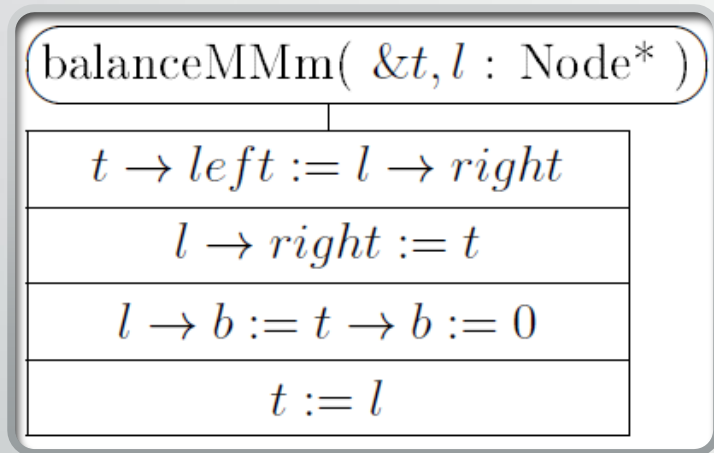 balanceMMm( &t, l : Node* )
t → left := l → right
l → right := t
l → b := t → b := 0
t := l